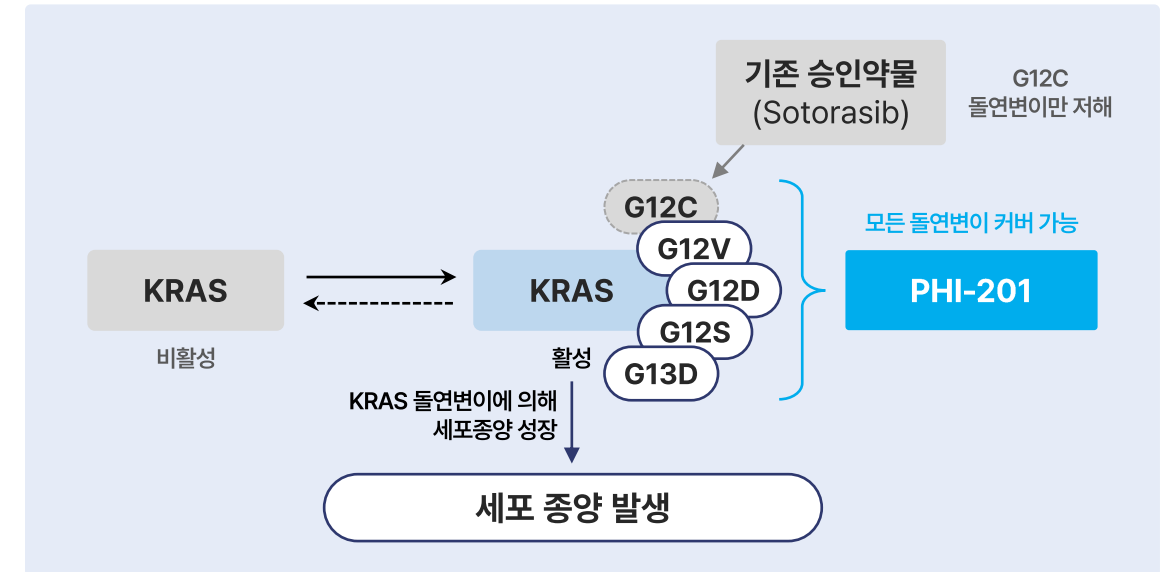 기존 승인약물
(Sotorasib)
G12C
돌연변이만 저해
G12C
G12V
G12D
G12S
G13D
모든 돌연변이 커버 가능
PHI-201
KRAS
비활성
KRAS
활성
KRAS 돌연변이에 의해
세포종양 성장
세포 종양 발생